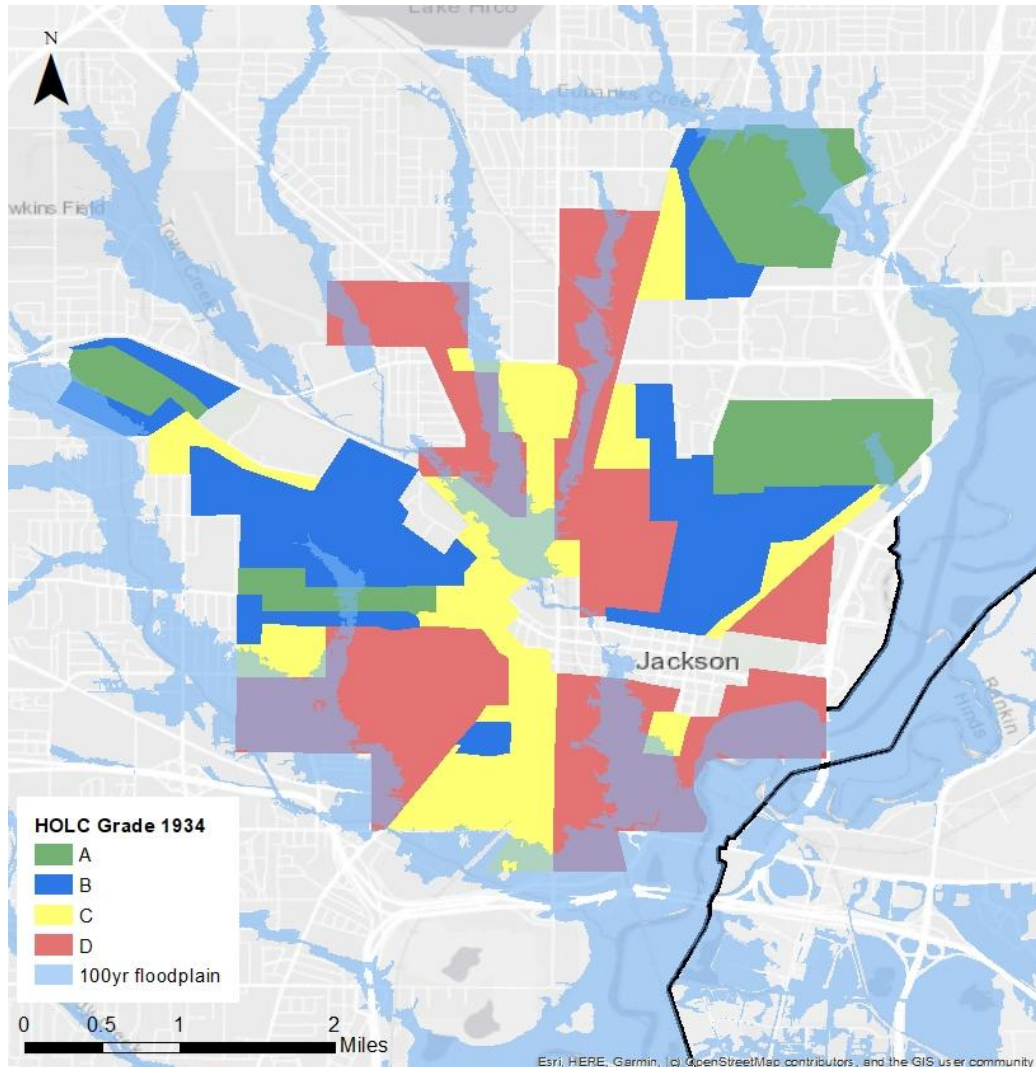 Lake Hico
N
Eubanks Creek
wkins Field
Town Creek
Jackson
Rankin
Hinds
HOLC Grade 1934
A
B
C
D
100yr floodplain
0 0.5 1 2
Miles
Esri, HERE, Garmin, (c) OpenStreetMap contributors, and the GIS user community